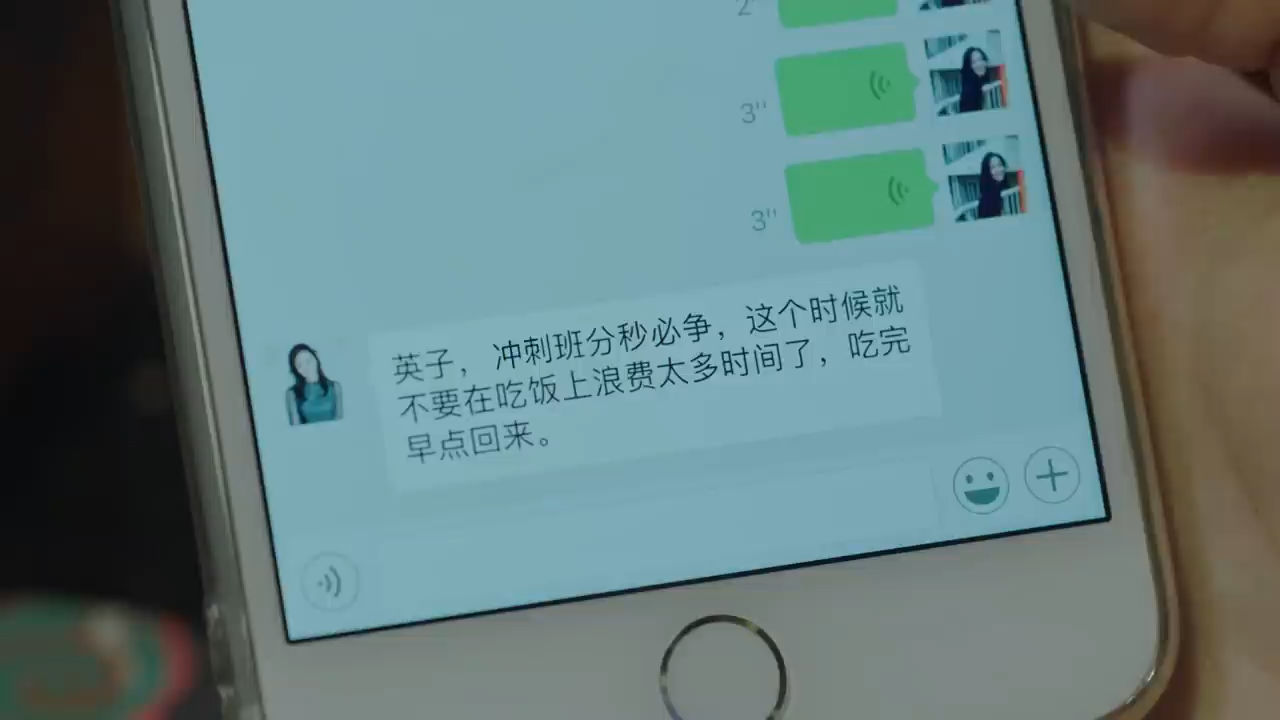 2"
3"
3"
英子，冲刺班分秒必争，这个时候就
不要在吃饭上浪费太多时间了，吃完
早点回来。